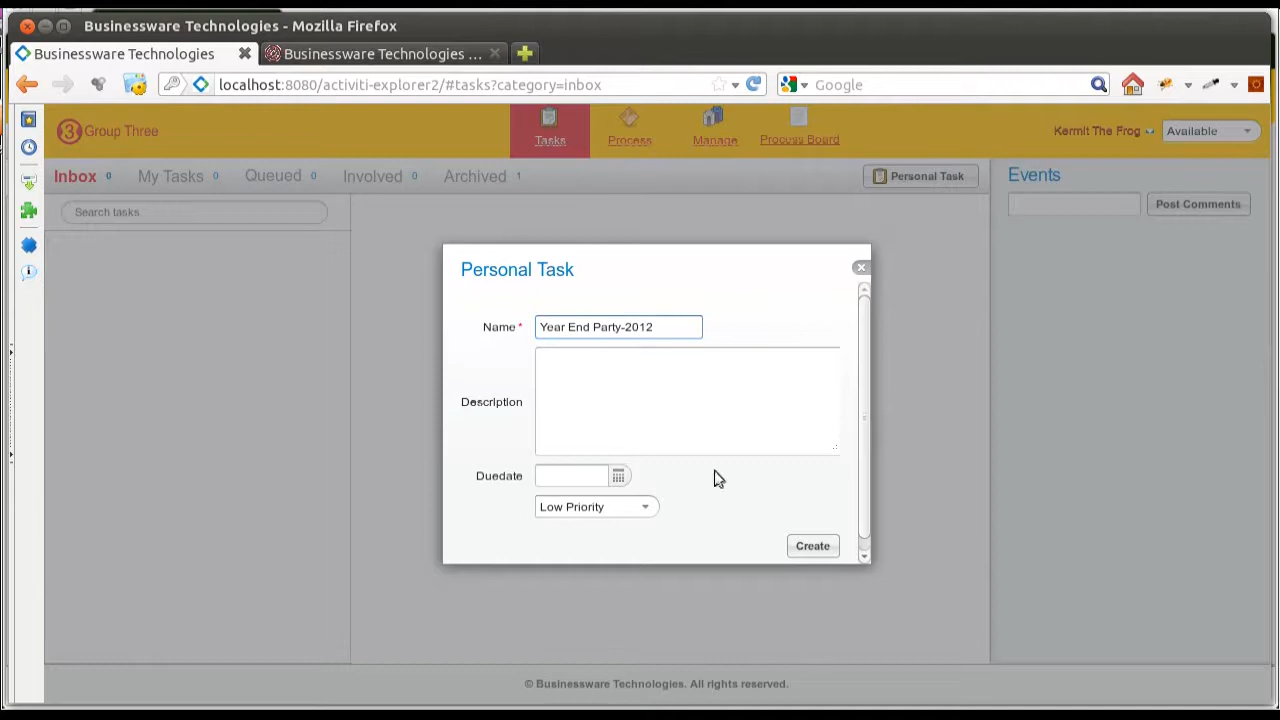 Businessware Technologies - Mozilla Firefox
Businessware Technologies
Businessware Technologies ...
localhost:8080/activiti-explorer2/#tasks?category=inbox
Google
3 Group Three
Tasks
Process
Manage
Process Board
Kermit The Frog
Available
Inbox 0
My Tasks 0
Queued 0
Involved 0
Archived 1
Personal Task
Events
Search tasks
Post Comments
Personal Task
Name *
Year End Party-2012
Description
Duedate
Low Priority
Create
© Businessware Technologies. All rights reserved.